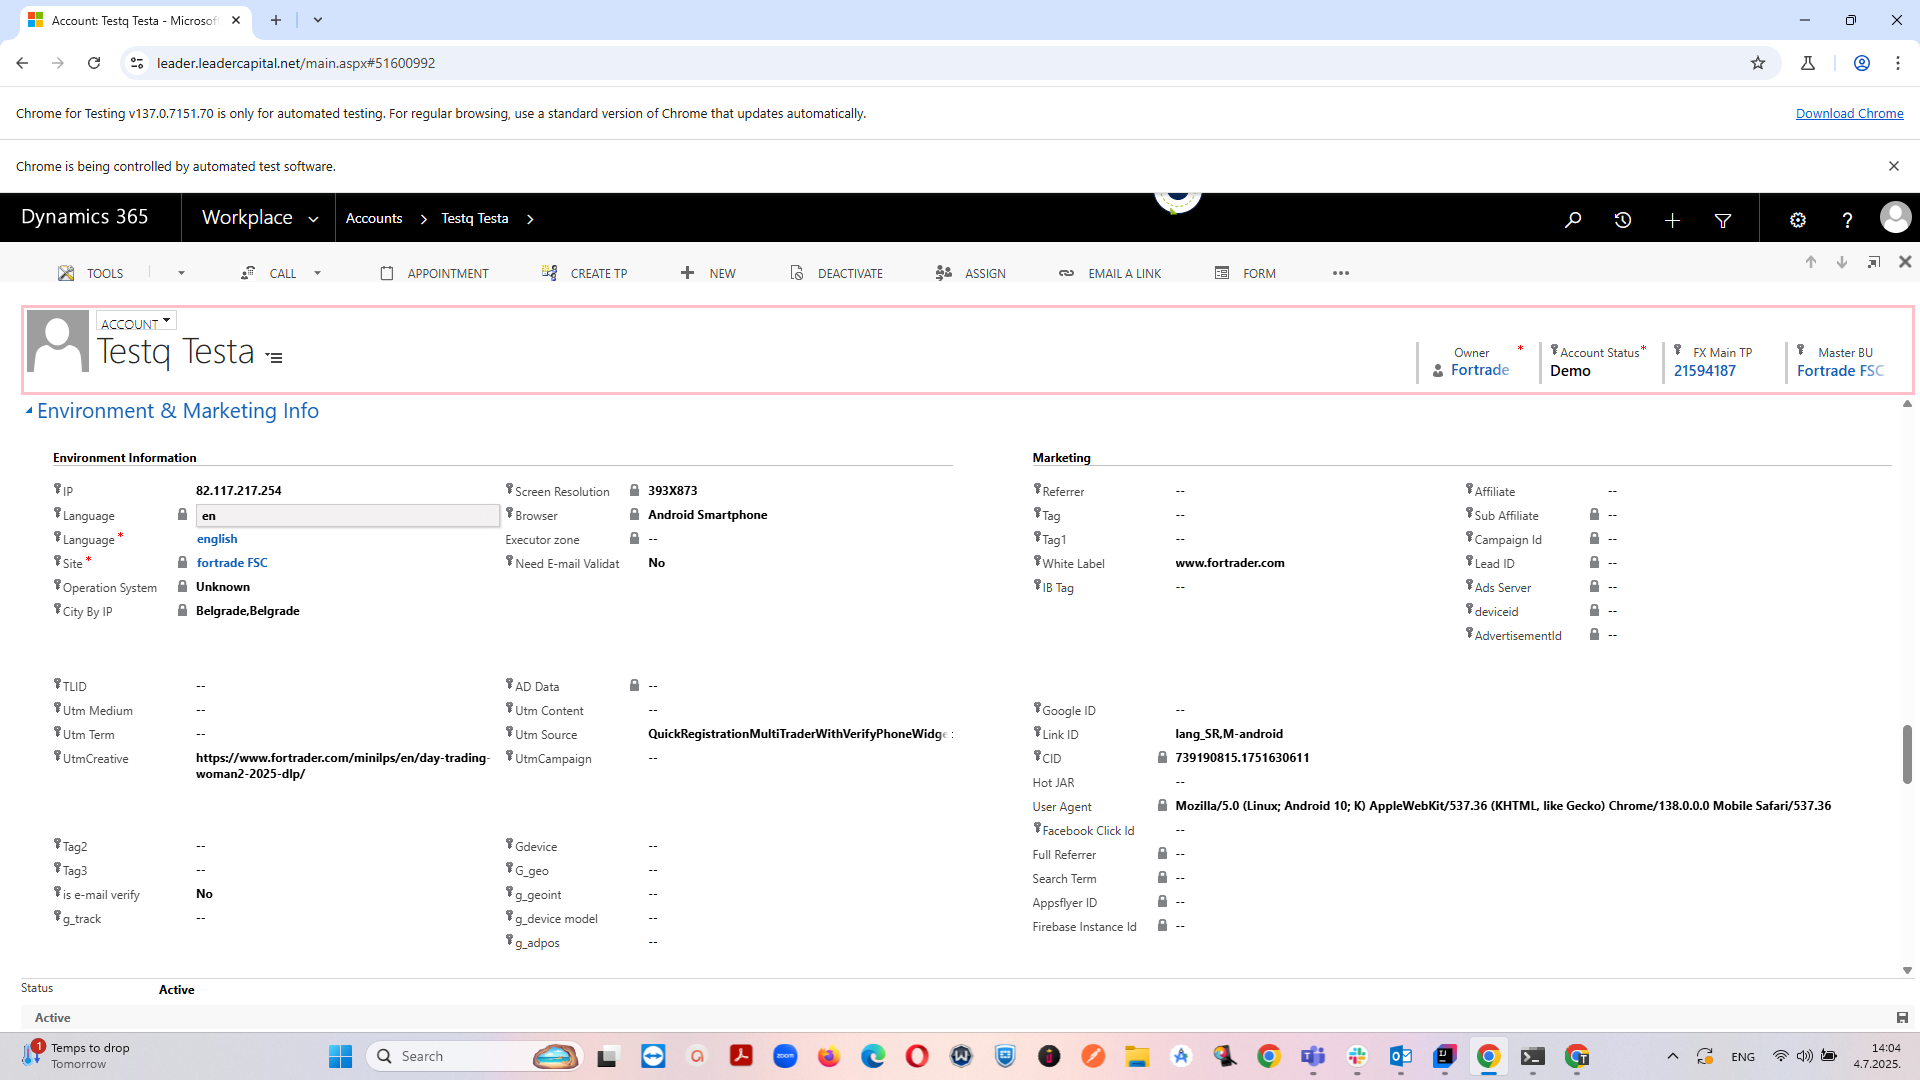 Account: Testq Testa - Microsof
leader.leadercapital.net/main.aspx#51600992
Chrome for Testing v137.0.7151.70 is only for automated testing. For regular browsing, use a standard version of Chrome that updates automatically.
Download Chrome
Chrome is being controlled by automated test software.
Dynamics 365
Workplace
Accounts
Testq Testa
TOOLS
CALL
APPOINTMENT
CREATE TP
NEW
DEACTIVATE
ASSIGN
EMAIL A LINK
FORM
ACCOUNT
Testq Testa
Owner *
Fortrade
Account Status *
Demo
FX Main TP
21594187
Master BU
Fortrade FSC
Environment & Marketing Info
Environment Information
IP 82.117.217.254
Language en
Language * english
Site * fortrade FSC
Operation System Unknown
City By IP Belgrade,Belgrade
Screen Resolution 393X873
Browser Android Smartphone
Executor zone --
Need E-mail Validat No
TLID --
Utm Medium --
Utm Term --
UtmCreative https://www.fortrader.com/minilps/en/day-trading-
woman2-2025-dlp/
AD Data --
Utm Content --
Utm Source QuickRegistrationMultiTraderWithVerifyPhoneWidge
UtmCampaign --
Tag2 --
Tag3 --
is e-mail verify No
g_track --
Gdevice --
G_geo --
g_geoint --
g_device model --
g_adpos --
Marketing
Referrer --
Tag --
Tag1 --
White Label www.fortrader.com
IB Tag --
Affiliate --
Sub Affiliate --
Campaign Id --
Lead ID --
Ads Server --
deviceid --
AdvertisementId --
Google ID --
Link ID lang_SR,M-android
CID 739190815.1751630611
Hot JAR --
User Agent Mozilla/5.0 (Linux; Android 10; K) AppleWebKit/537.36 (KHTML, like Gecko) Chrome/138.0.0.0 Mobile Safari/537.36
Facebook Click Id --
Full Referrer --
Search Term --
Appsflyer ID --
Firebase Instance Id --
Status Active
Active
1
Temps to drop
Tomorrow
Search
zoom
ENG
14:04
4.7.2025.